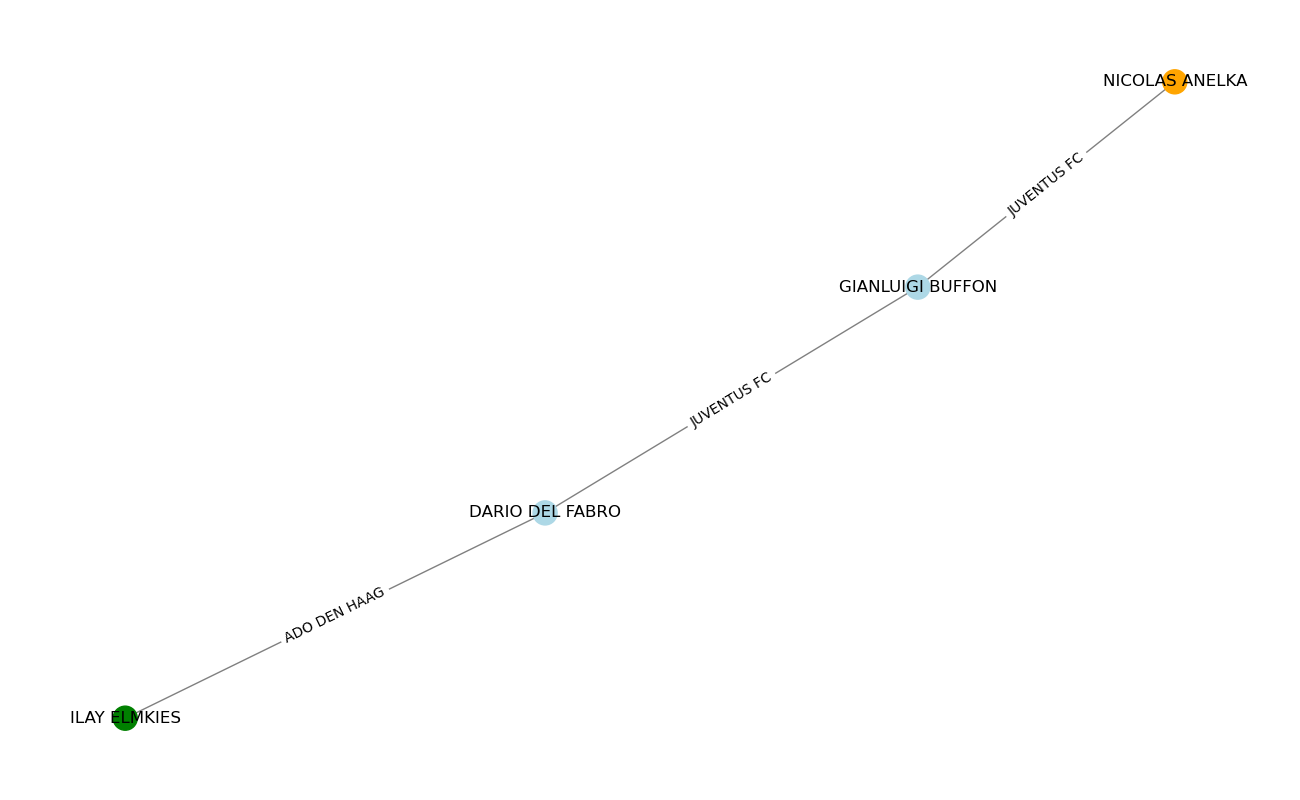 NICOLAS ANELKA
JUVENTUS FC
GIANLUIGI BUFFON
JUVENTUS FC
DARIO DEL FABRO
ADO DEN HAAG
ILAY ELMKIES